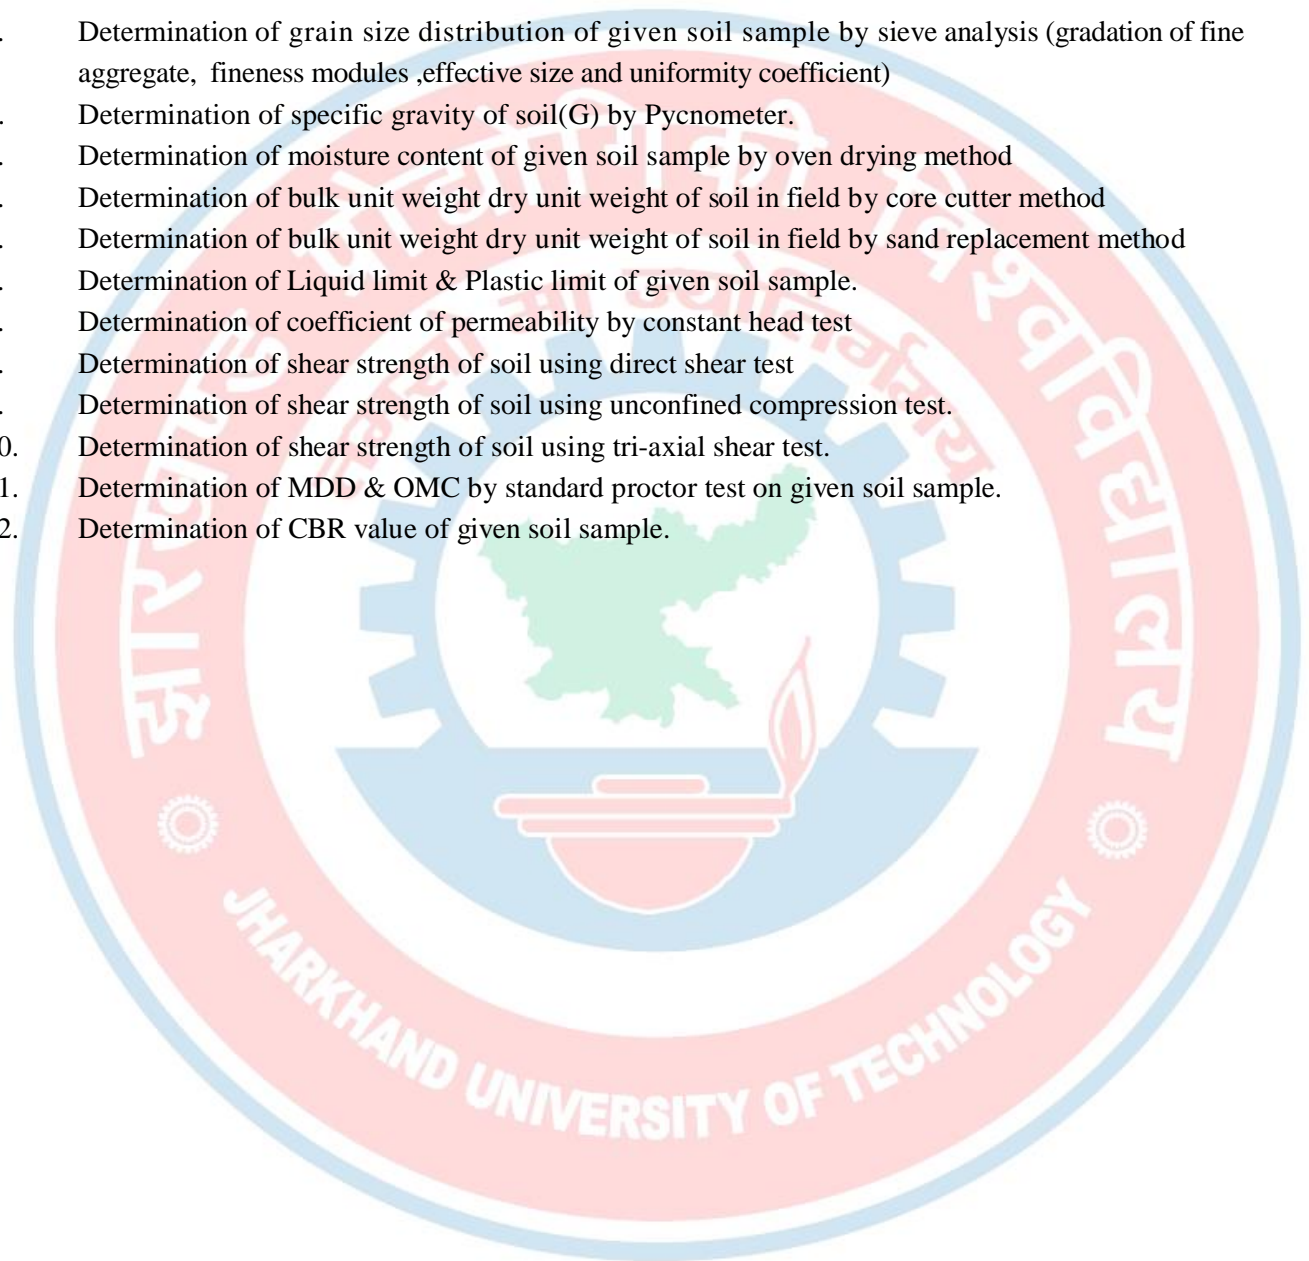 . Determination of grain size distribution of given soil sample by sieve analysis (gradation of fine
aggregate, fineness modules ,effective size and uniformity coefficient)
. Determination of specific gravity of soil(G) by Pycnometer.
. Determination of moisture content of given soil sample by oven drying method
. Determination of bulk unit weight dry unit weight of soil in field by core cutter method
. Determination of bulk unit weight dry unit weight of soil in field by sand replacement method
. Determination of Liquid limit & Plastic limit of given soil sample.
. Determination of coefficient of permeability by constant head test
. Determination of shear strength of soil using direct shear test
. Determination of shear strength of soil using unconfined compression test.
0. Determination of shear strength of soil using tri-axial shear test.
1. Determination of MDD & OMC by standard proctor test on given soil sample.
2. Determination of CBR value of given soil sample.
झारखण्ड प्रौद्योगिकी विश्वविद्यालय
तमसो मा ज्योतिर्गमय
JHARKHAND UNIVERSITY OF TECHNOLOGY